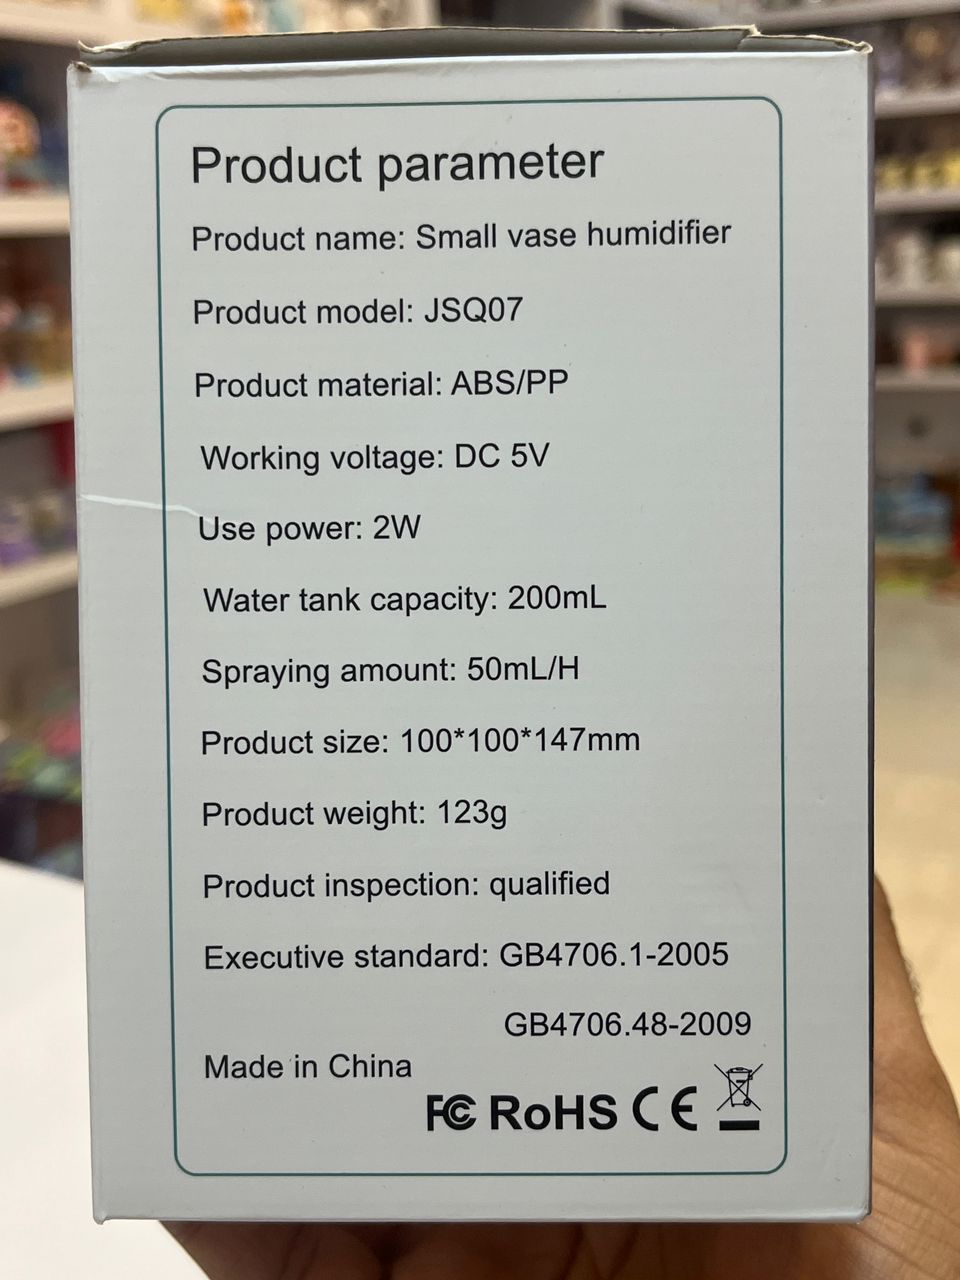 Product parameter
Product name: Small vase humidifier
Product model: JSQ07
Product material: ABS/PP
Working voltage: DC 5V
Use power: 2W
Water tank capacity: 200mL
Spraying amount: 50mL/H
Product size: 100*100*147mm
Product weight: 123g
Product inspection: qualified
Executive standard: GB4706.1-2005
GB4706.48-2009
Made in China
FC RoHS CE